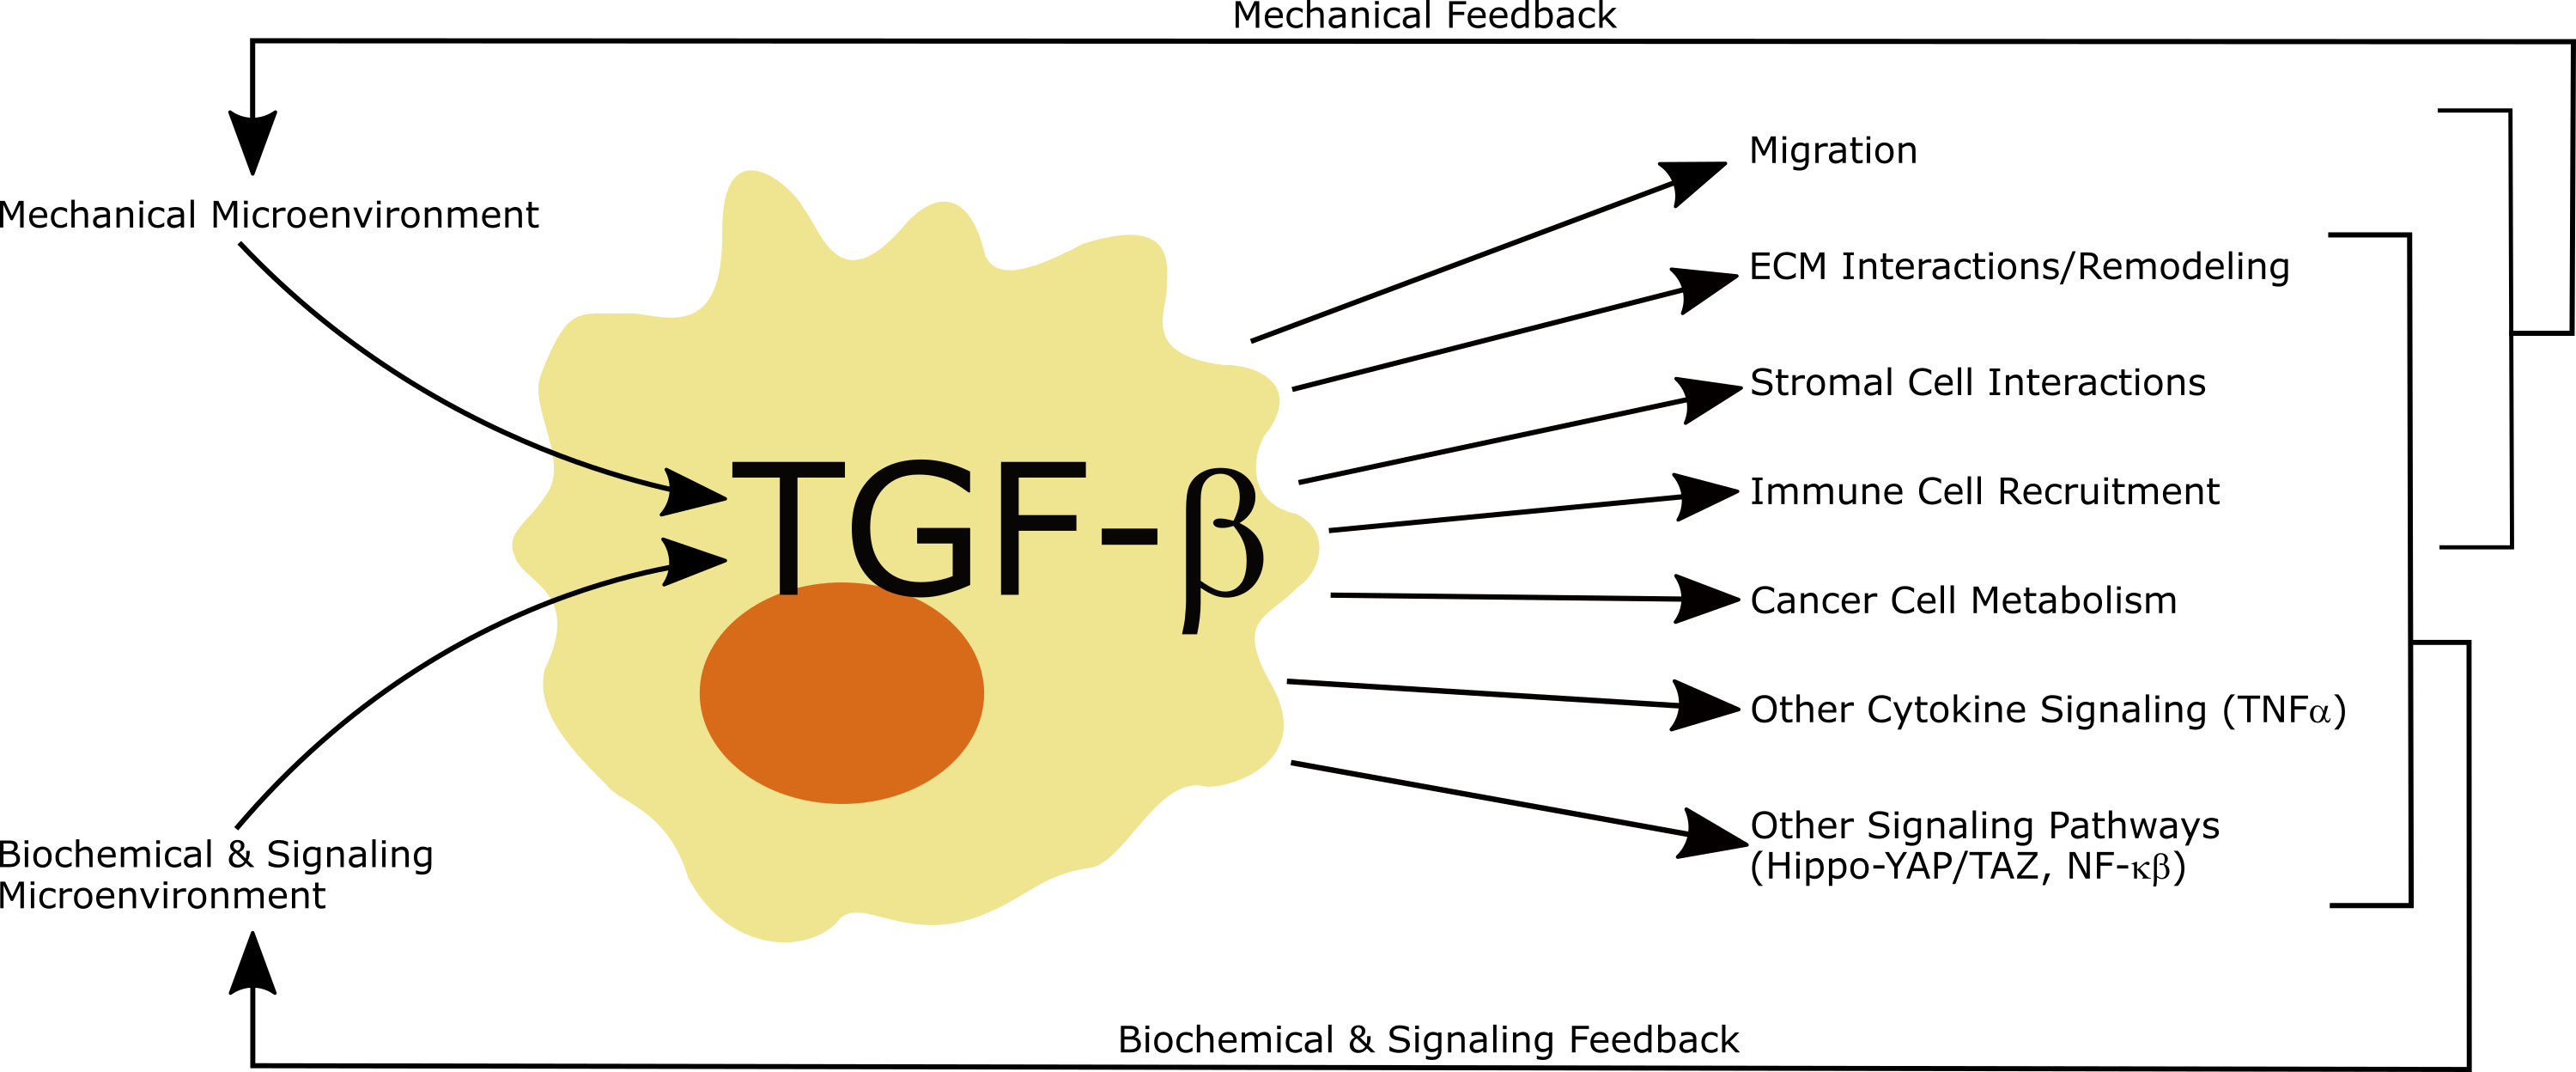 Mechanical Feedback
Mechanical Microenvironment
Migration
ECM Interactions/Remodeling
Stromal Cell Interactions
Immune Cell Recruitment
TGF-β
Cancer Cell Metabolism
Other Cytokine Signaling (TNFα)
Other Signaling Pathways
(Hippo-YAP/TAZ, NF-κβ)
Biochemical & Signaling
Microenvironment
Biochemical & Signaling Feedback